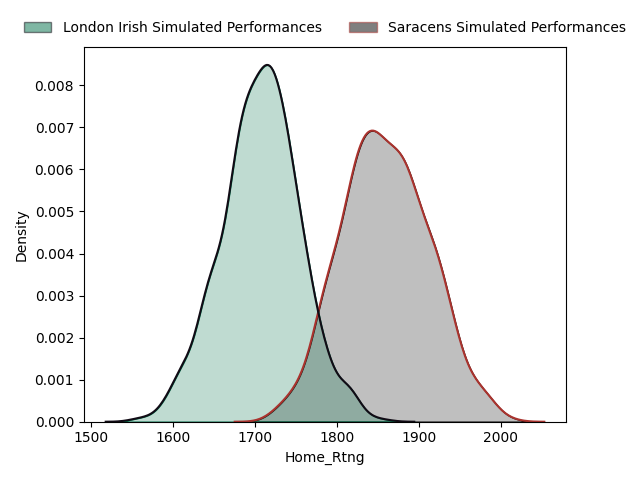 London Irish Simulated Performances Saracens Simulated Performances
0.008
0.007
0.006
0.005
0.004
0.003
0.002
0.001
0.000
Density
1500 1600 1700 1800 1900 2000
Home_Rtng